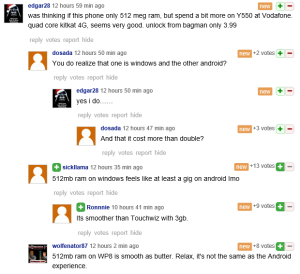 edgar28 12 hours 59 min ago
new
was thinking if this phone only 512 meg ram, but spend a bit more on Y550 at Vodafone.
quad core kitkat 4G, seems very good. unlock from bagman only 3.99
reply votes report hide
dosada 12 hours 50 min ago
new +2 votes
You do realize that one is windows and the other android?
reply votes report hide
edgar28 12 hours 50 min ago
new
yes i do……
reply votes report hide
dosada 12 hours 47 min ago
new +3 votes
And that it cost more than double?
reply votes report hide
nickllama 12 hours 35 min ago
new +13 votes
512mb ram on windows feels like at least a gig on android Imo
reply votes report hide
Ronnnie 10 hours 41 min ago
new +9 votes
Its smoother than Touchwiz with 3gb.
reply votes report hide
wolfenator87 12 hours 2 min ago
new +8 votes
512mb ram on WP8 is smooth as butter. Relax, it's not the same as the Android
experience.